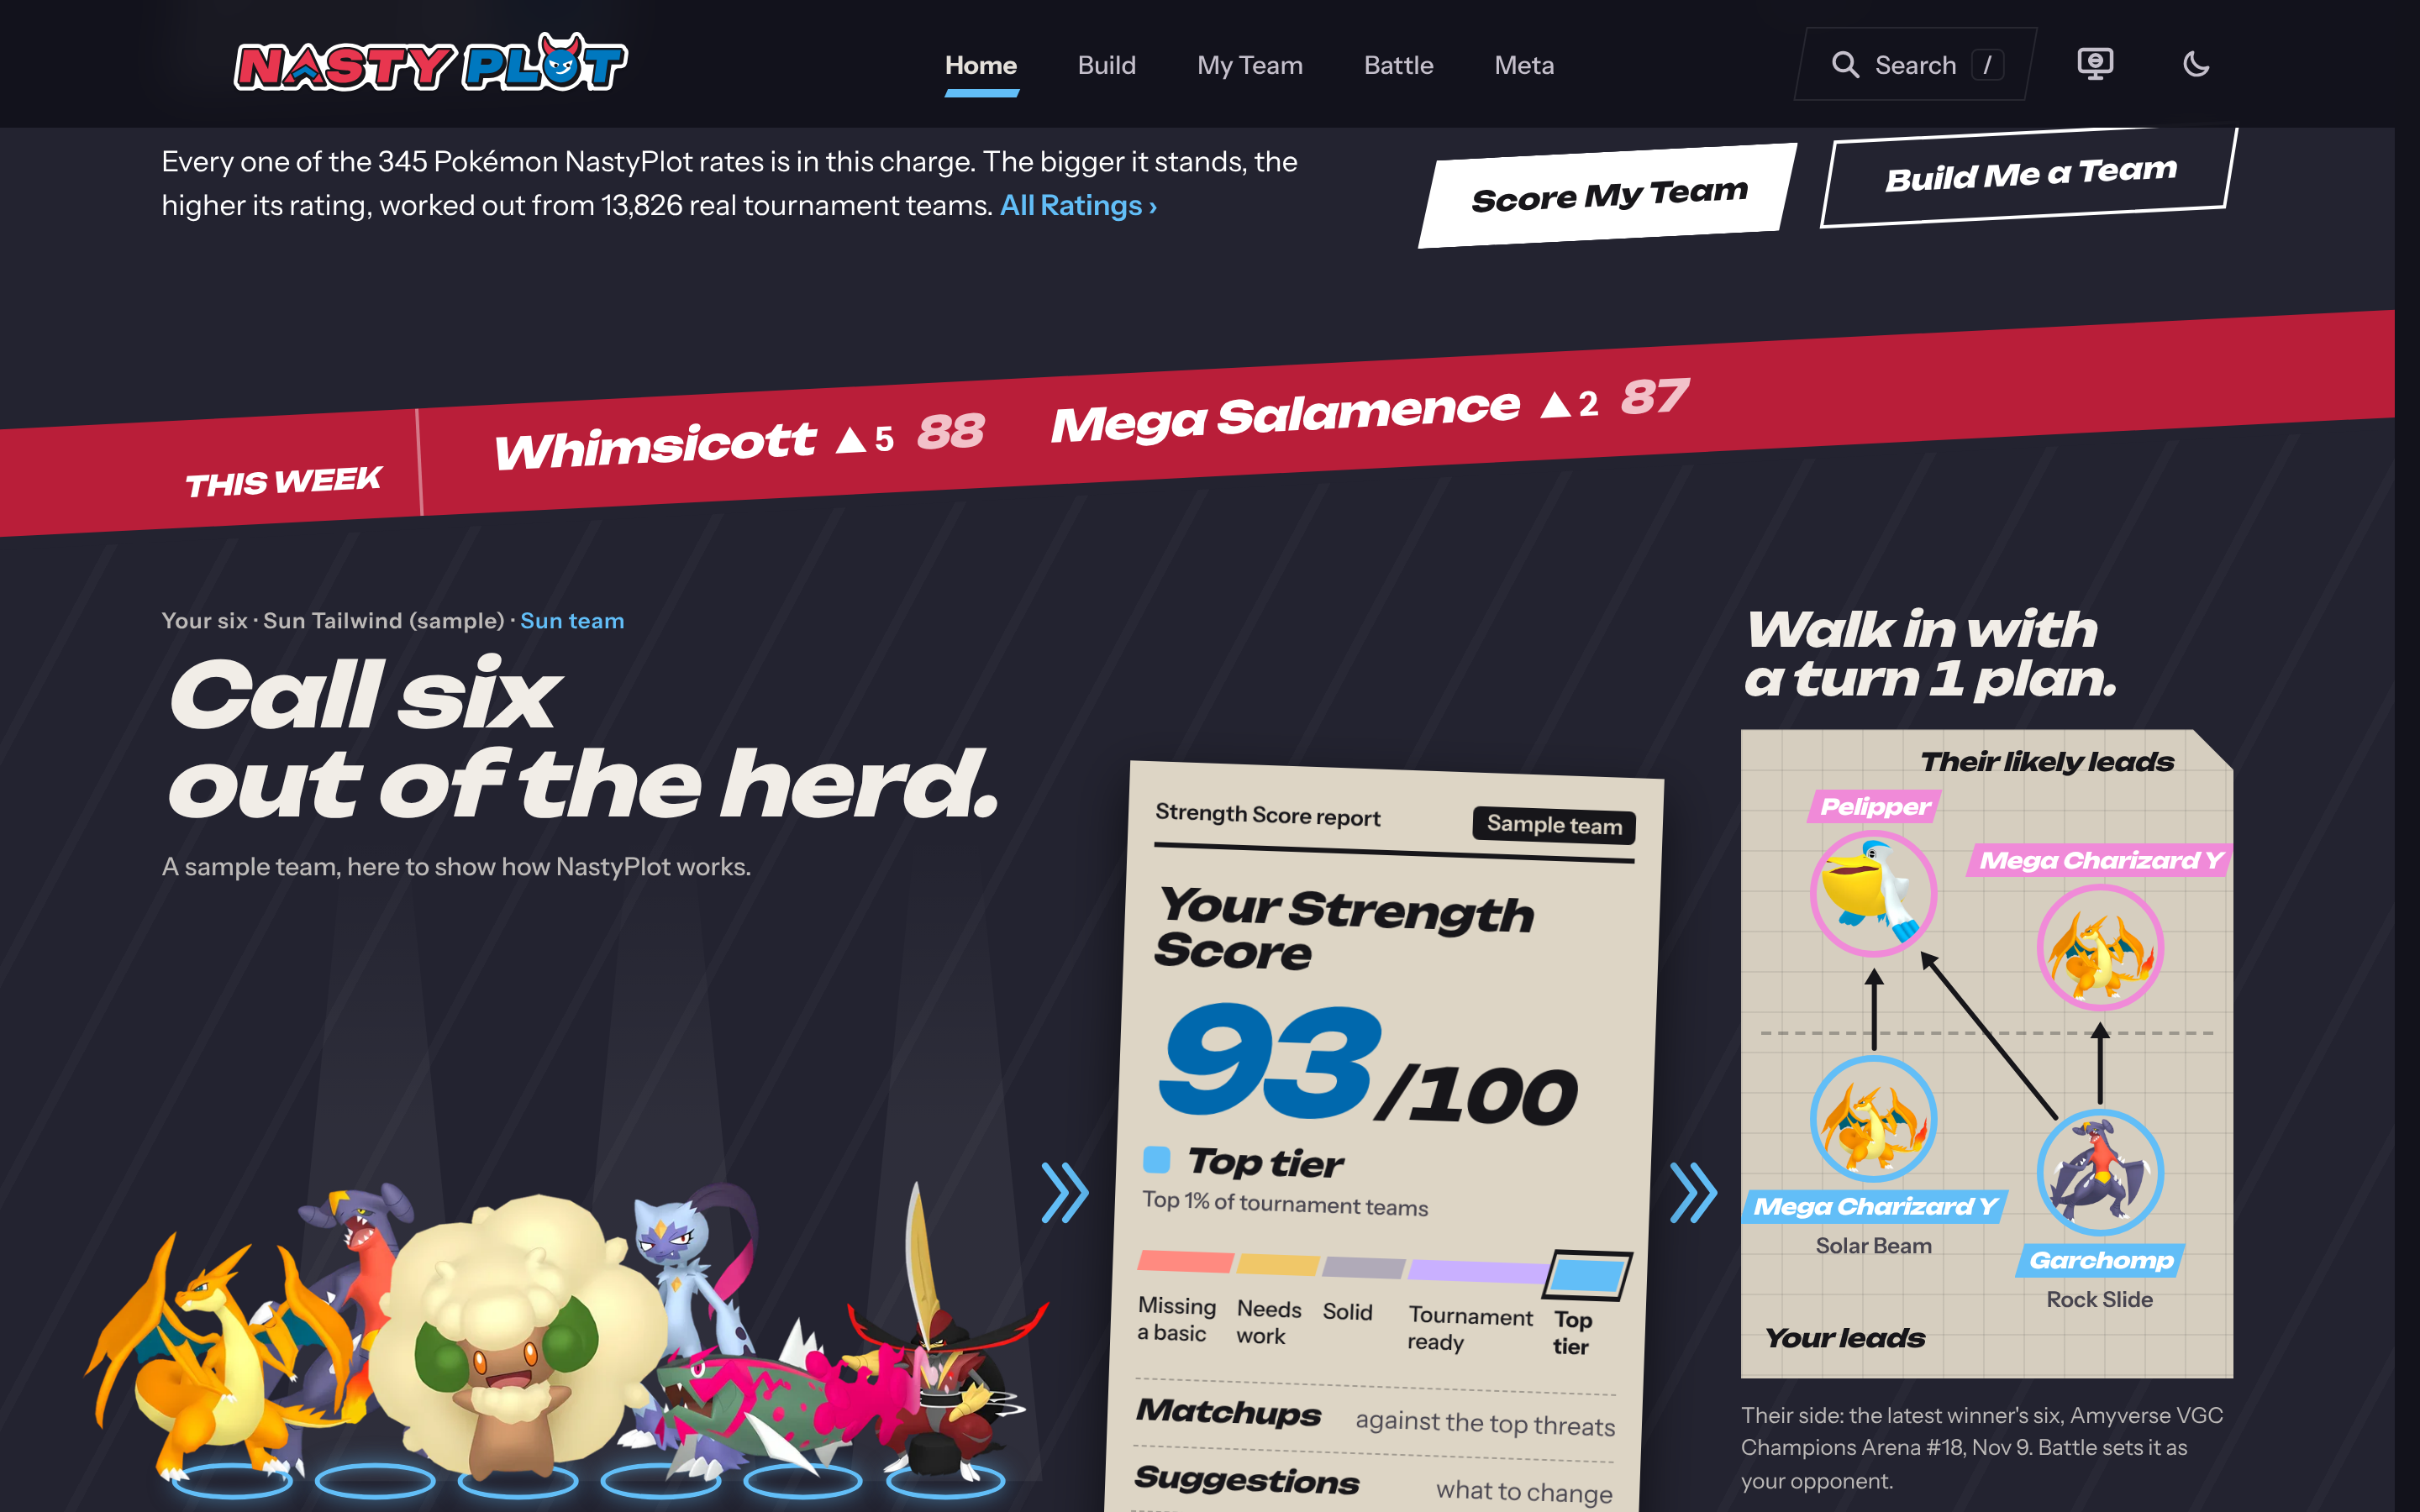 NASTY PLOT
Home
Build
My Team
Battle
Meta
Search /
Every one of the 345 Pokémon NastyPlot rates is in this charge. The bigger it stands, the
higher its rating, worked out from 13,826 real tournament teams. All Ratings ›
Score My Team
Build Me a Team
THIS WEEK
Whimsicott ▲5 88
Mega Salamence ▲2 87
Your six · Sun Tailwind (sample) · Sun team
Call six
out of the herd.
A sample team, here to show how NastyPlot works.
Strength Score report
Sample team
Your Strength
Score
93/100
Top tier
Top 1% of tournament teams
Missing
a basic
Needs
work
Solid
Tournament
ready
Top
tier
Matchups
against the top threats
Suggestions
what to change
Walk in with
a turn 1 plan.
Their likely leads
Pelipper
Mega Charizard Y
Mega Charizard Y
Solar Beam
Garchomp
Rock Slide
Your leads
Their side: the latest winner's six, Amyverse VGC
Champions Arena #18, Nov 9. Battle sets it as
your opponent.